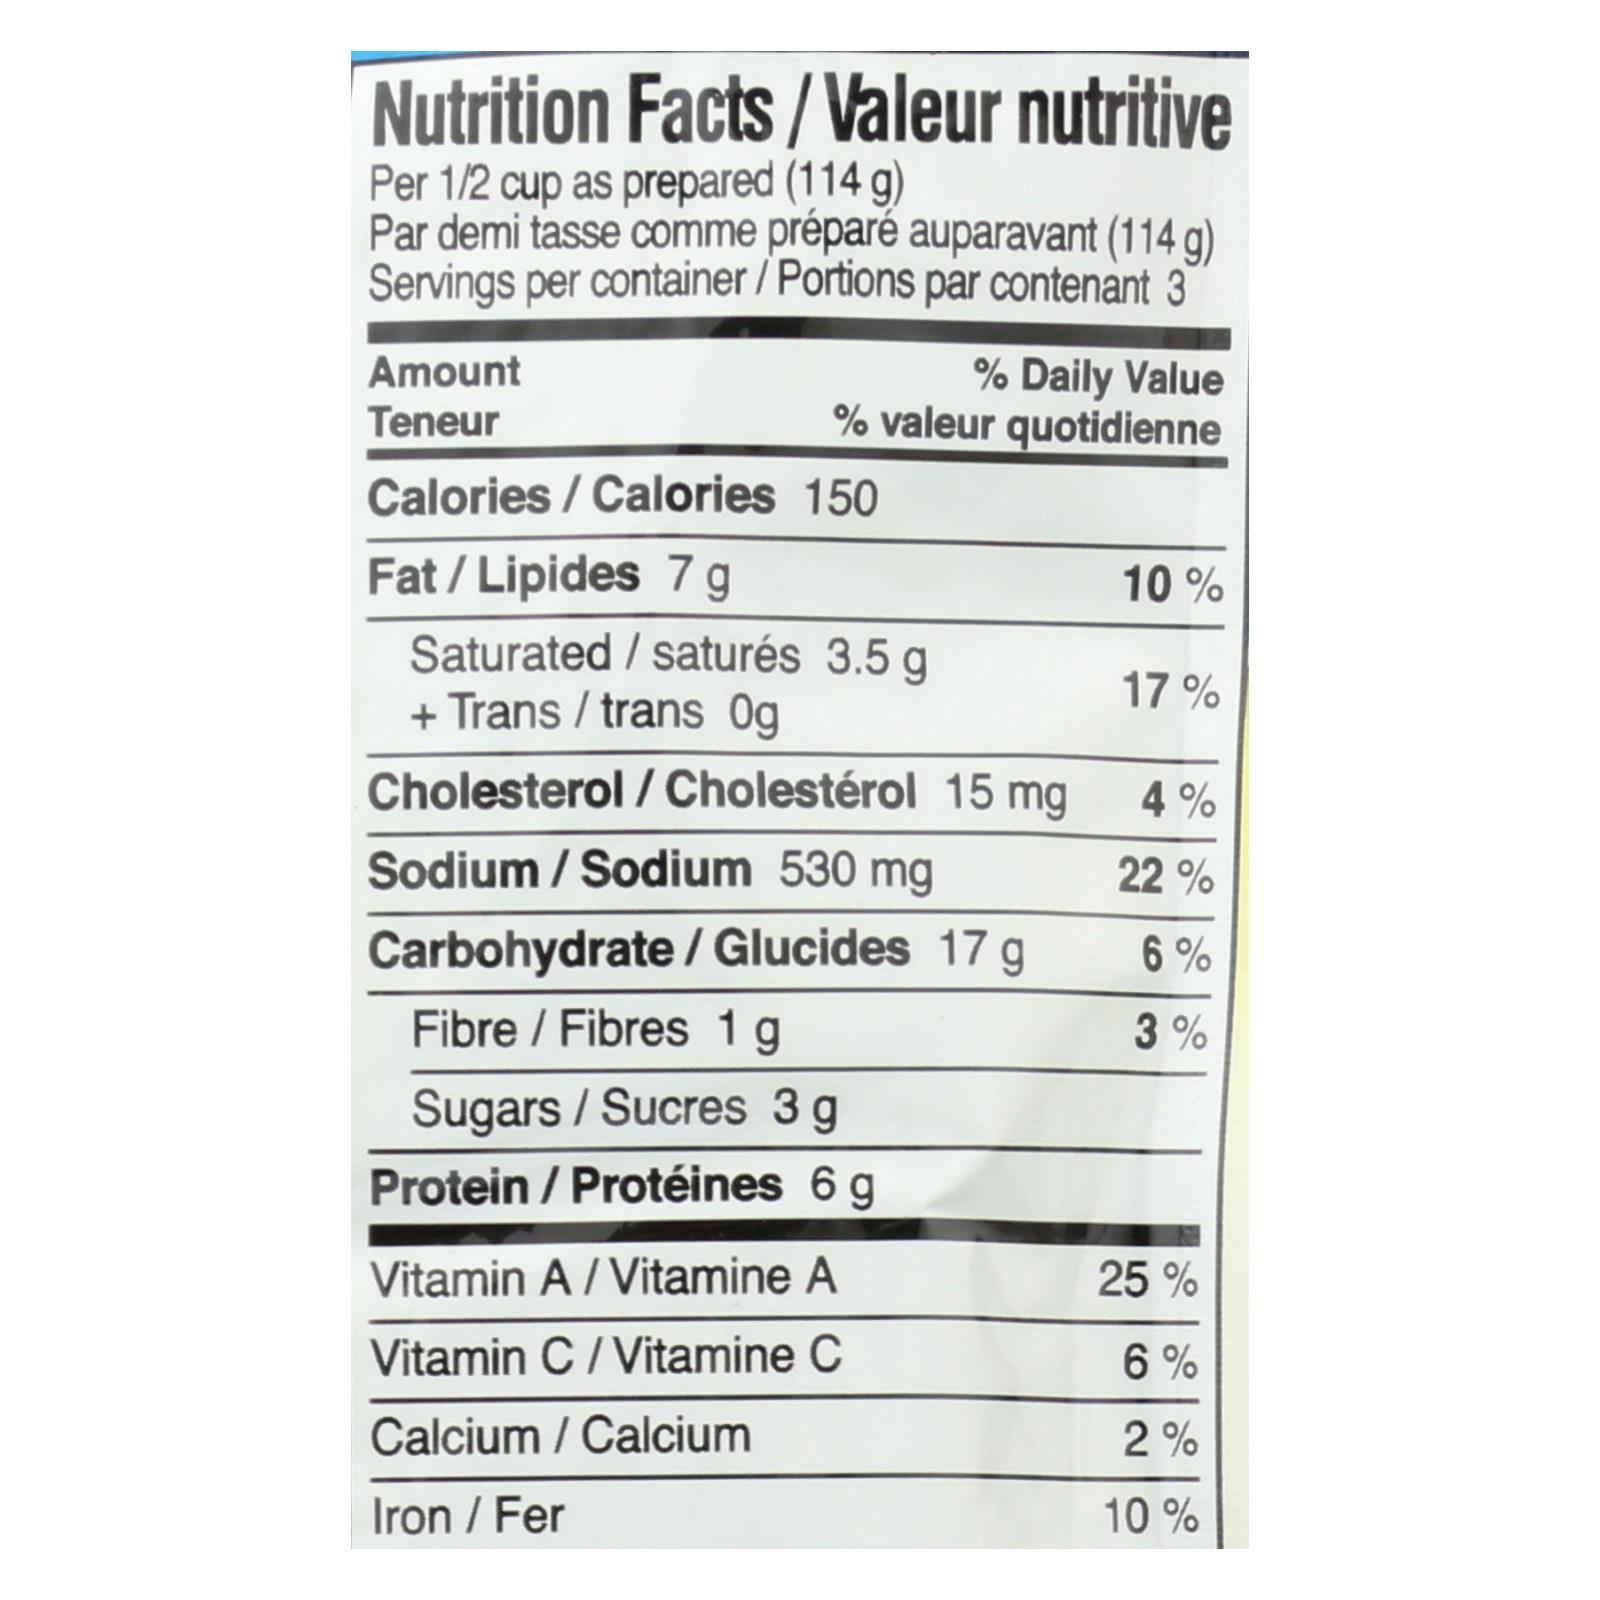 Nutrition Facts / Valeur nutritive
Per 1/2 cup as prepared (114 g)
Par demi tasse comme préparé auparavant (114 g)
Servings per container / Portions par contenant 3
Amount % Daily Value
Teneur % valeur quotidienne
Calories / Calories 150
Fat / Lipides 7 g 10 %
Saturated / saturés 3.5 g
+ Trans / trans 0g 17 %
Cholesterol / Cholestérol 15 mg 4 %
Sodium / Sodium 530 mg 22 %
Carbohydrate / Glucides 17 g 6 %
Fibre / Fibres 1 g 3 %
Sugars / Sucres 3 g
Protein / Protéines 6 g
Vitamin A / Vitamine A 25 %
Vitamin C / Vitamine C 6 %
Calcium / Calcium 2 %
Iron / Fer 10 %